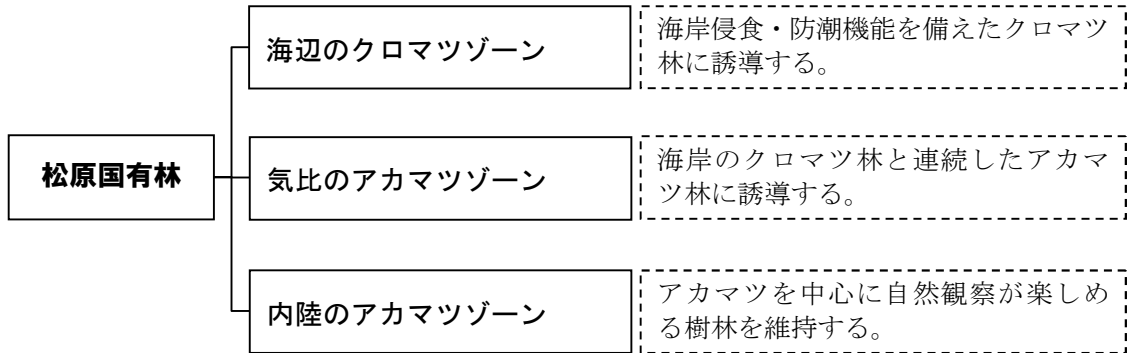 海辺のクロマツゾーン
海岸侵食・防潮機能を備えたクロマツ
林に誘導する。
松原国有林
気比のアカマツゾーン
海岸のクロマツ林と連続したアカマ
ツ林に誘導する。
内陸のアカマツゾーン
アカマツを中心に自然観察が楽しめ
る樹林を維持する。